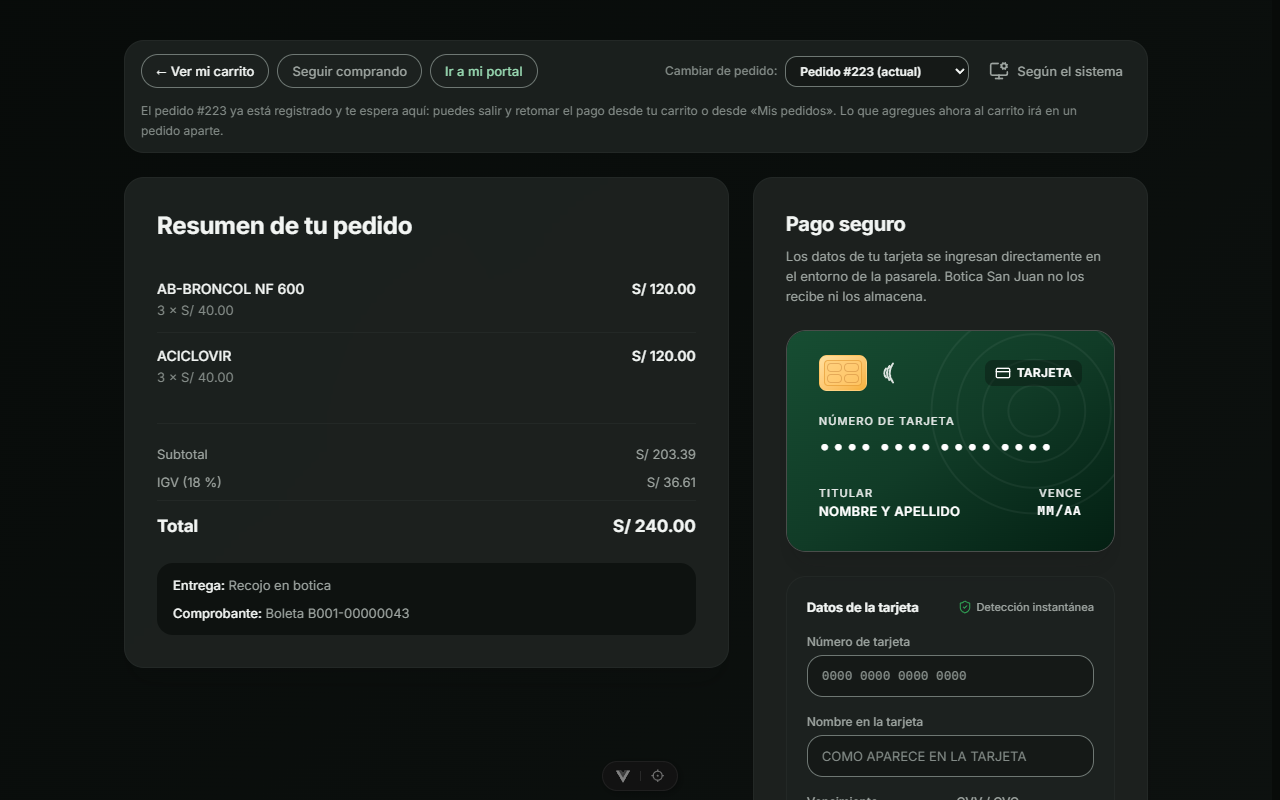 ← Ver mi carrito
Seguir comprando
Ir a mi portal
Cambiar de pedido:
Pedido #223 (actual)
Según el sistema
El pedido #223 ya está registrado y te espera aquí: puedes salir y retomar el pago desde tu carrito o desde «Mis pedidos». Lo que agregues ahora al carrito irá en un
pedido aparte.
Resumen de tu pedido
AB-BRONCOL NF 600 S/ 120.00
3 × S/ 40.00
ACICLOVIR S/ 120.00
3 × S/ 40.00
Subtotal S/ 203.39
IGV (18 %) S/ 36.61
Total S/ 240.00
Entrega: Recojo en botica
Comprobante: Boleta B001-00000043
Pago seguro
Los datos de tu tarjeta se ingresan directamente en
el entorno de la pasarela. Botica San Juan no los
recibe ni los almacena.
TARJETA
NÚMERO DE TARJETA
•••• •••• •••• ••••
TITULAR VENCE
NOMBRE Y APELLIDO MM/AA
Datos de la tarjeta Detección instantánea
Número de tarjeta
0000 0000 0000 0000
Nombre en la tarjeta
COMO APARECE EN LA TARJETA
Vencimiento CVV / CVC